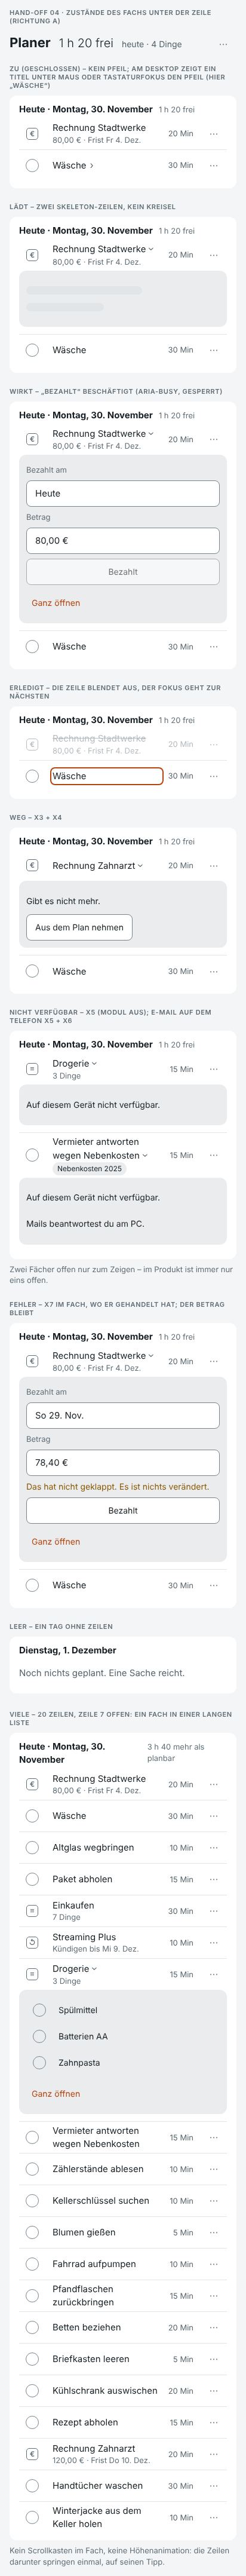 HAND-OFF 04 · ZUSTÄNDE DES FACHS UNTER DER ZEILE
(RICHTUNG A)
Planer 1 h 20 frei heute · 4 Dinge ···
ZU (GESCHLOSSEN) – KEIN PFEIL; AM DESKTOP ZEIGT EIN
TITEL UNTER MAUS ODER TASTATURFOKUS DEN PFEIL (HIER
„WÄSCHE“)
Heute · Montag, 30. November 1 h 20 frei
€ Rechnung Stadtwerke 20 Min ···
80,00 € · Frist Fr 4. Dez.
Wäsche › 30 Min ···
LÄDT – ZWEI SKELETON-ZEILEN, KEIN KREISEL
Heute · Montag, 30. November 1 h 20 frei
€ Rechnung Stadtwerke 20 Min ···
80,00 € · Frist Fr 4. Dez.
Wäsche 30 Min ···
WIRKT – „BEZAHLT“ BESCHÄFTIGT (ARIA-BUSY, GESPERRT)
Heute · Montag, 30. November 1 h 20 frei
€ Rechnung Stadtwerke 20 Min ···
80,00 € · Frist Fr 4. Dez.
Bezahlt am
Heute
Betrag
80,00 €
Bezahlt
Ganz öffnen
Wäsche 30 Min ···
ERLEDIGT – DIE ZEILE BLENDET AUS, DER FOKUS GEHT ZUR
NÄCHSTEN
Heute · Montag, 30. November 1 h 20 frei
€ Rechnung Stadtwerke 20 Min ···
80,00 € · Frist Fr 4. Dez.
Wäsche 30 Min ···
WEG – X3 + X4
Heute · Montag, 30. November 1 h 20 frei
€ Rechnung Zahnarzt 20 Min ···
Gibt es nicht mehr.
Aus dem Plan nehmen
Wäsche 30 Min ···
NICHT VERFÜGBAR – X5 (MODUL AUS); E-MAIL AUF DEM
TELEFON X5 + X6
Heute · Montag, 30. November 1 h 20 frei
Drogerie 15 Min ···
3 Dinge
Auf diesem Gerät nicht verfügbar.
Vermieter antworten
wegen Nebenkosten 15 Min ···
Nebenkosten 2025
Auf diesem Gerät nicht verfügbar.
Mails beantwortest du am PC.
Zwei Fächer offen nur zum Zeigen – im Produkt ist immer nur
eins offen.
FEHLER – X7 IM FACH, WO ER GEHANDELT HAT; DER BETRAG
BLEIBT
Heute · Montag, 30. November 1 h 20 frei
€ Rechnung Stadtwerke 20 Min ···
80,00 € · Frist Fr 4. Dez.
Bezahlt am
So 29. Nov.
Betrag
78,40 €
Das hat nicht geklappt. Es ist nichts verändert.
Bezahlt
Ganz öffnen
Wäsche 30 Min ···
LEER – EIN TAG OHNE ZEILEN
Dienstag, 1. Dezember
Noch nichts geplant. Eine Sache reicht.
VIELE – 20 ZEILEN, ZEILE 7 OFFEN: EIN FACH IN EINER LANGEN
LISTE
Heute · Montag, 30. 3 h 40 mehr als
November planbar
€ Rechnung Stadtwerke 20 Min ···
80,00 € · Frist Fr 4. Dez.
Wäsche 30 Min ···
Altglas wegbringen 10 Min ···
Paket abholen 15 Min ···
Einkaufen 30 Min ···
7 Dinge
Streaming Plus 10 Min ···
Kündigen bis Mi 9. Dez.
Drogerie 15 Min ···
3 Dinge
Spülmittel
Batterien AA
Zahnpasta
Ganz öffnen
Vermieter antworten
wegen Nebenkosten 15 Min ···
Zählerstände ablesen 10 Min ···
Kellerschlüssel suchen 10 Min ···
Blumen gießen 5 Min ···
Fahrrad aufpumpen 10 Min ···
Pfandflaschen
zurückbringen 15 Min ···
Betten beziehen 20 Min ···
Briefkasten leeren 5 Min ···
Kühlschrank auswischen 20 Min ···
Rezept abholen 15 Min ···
€ Rechnung Zahnarzt 20 Min ···
120,00 € · Frist Do 10. Dez.
Handtücher waschen 30 Min ···
Winterjacke aus dem
Keller holen 10 Min ···
Kein Scrollkasten im Fach, keine Höhenanimation: die Zeilen
darunter springen einmal, auf seinen Tipp.